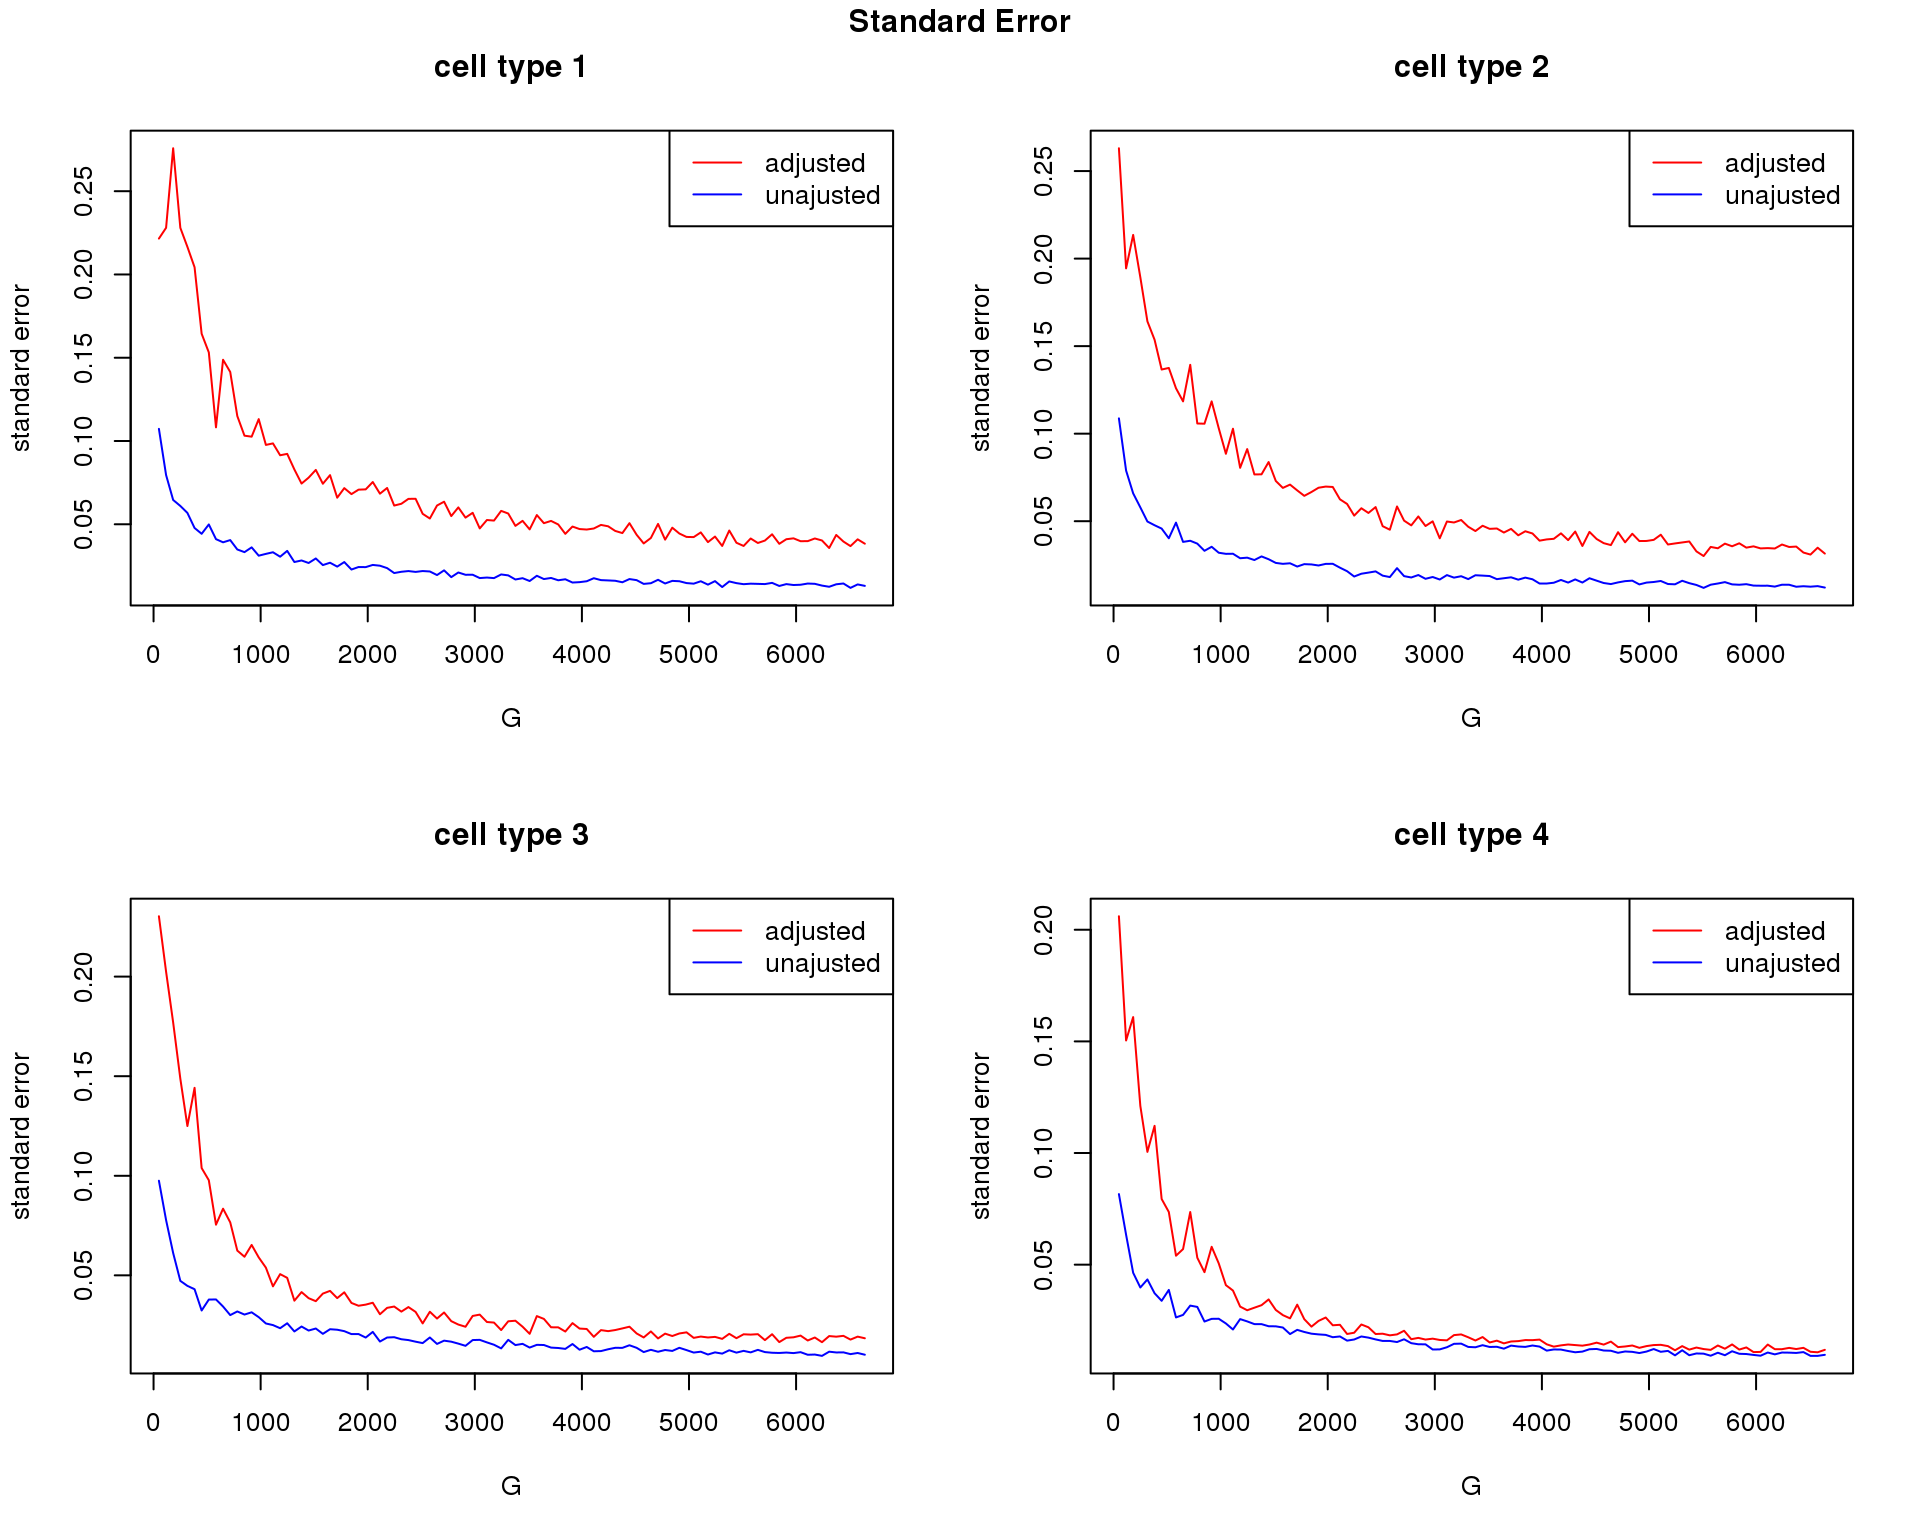 Standard Error
cell type 1
adjusted
unajusted
standard error
0.25
0.20
0.15
0.10
0.05
0 1000 2000 3000 4000 5000 6000
G
cell type 2
adjusted
unajusted
standard error
0.25
0.20
0.15
0.10
0.05
0 1000 2000 3000 4000 5000 6000
G
cell type 3
adjusted
unajusted
standard error
0.20
0.15
0.10
0.05
0 1000 2000 3000 4000 5000 6000
G
cell type 4
adjusted
unajusted
standard error
0.20
0.15
0.10
0.05
0 1000 2000 3000 4000 5000 6000
G